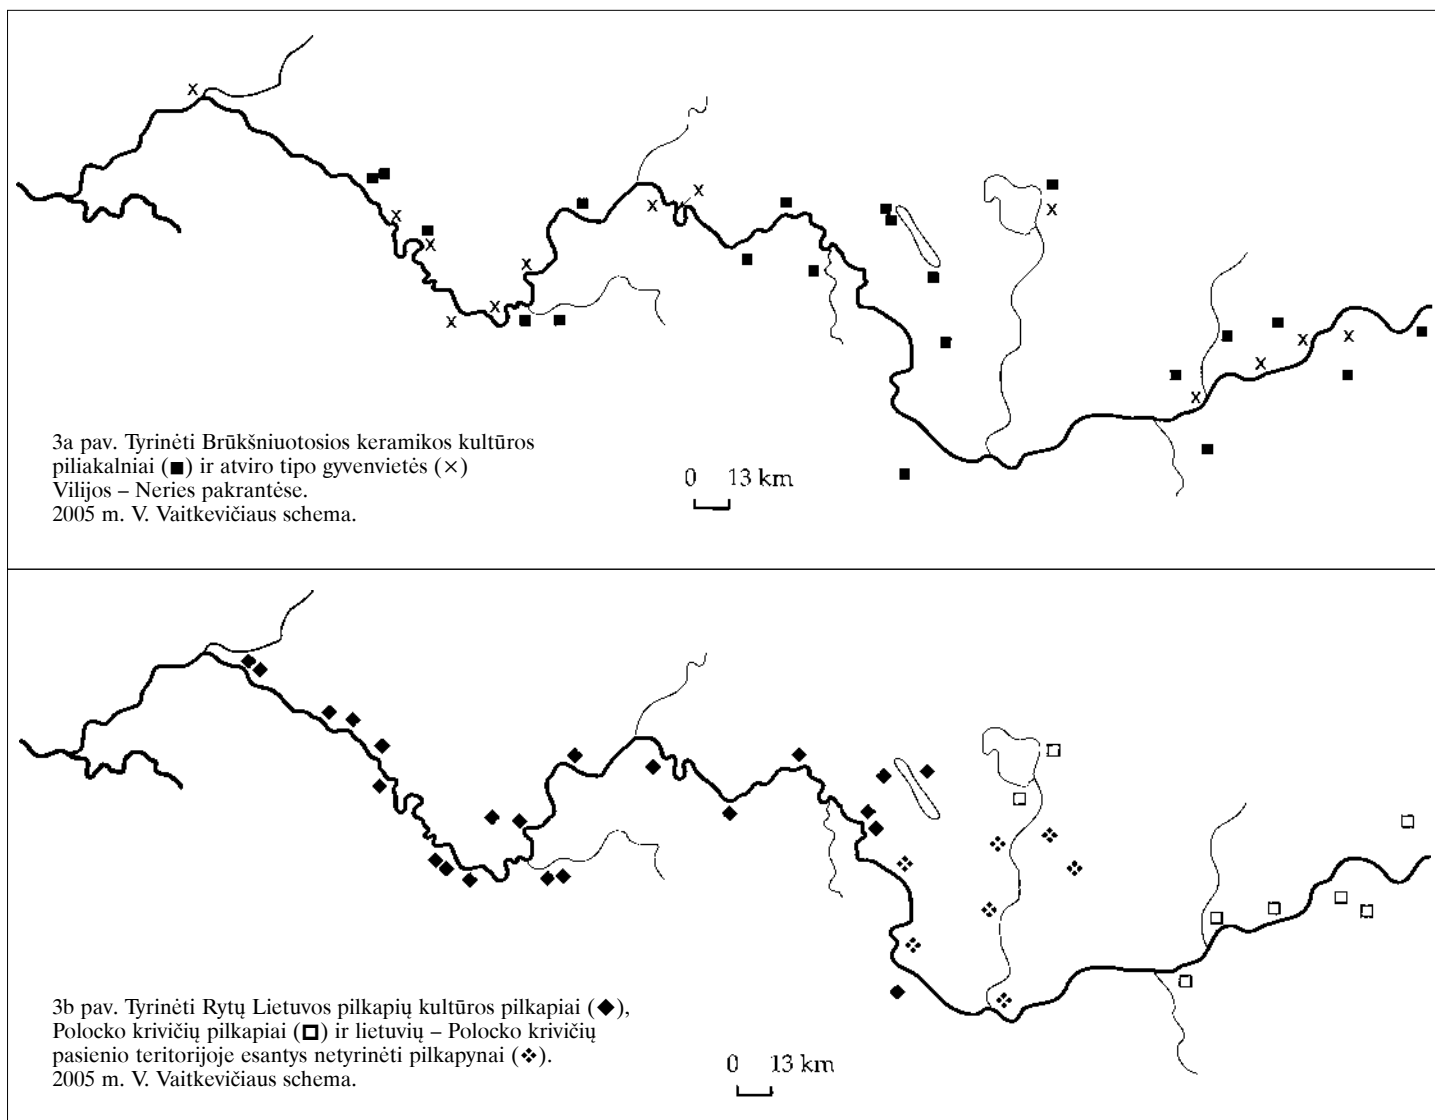 3a pav. Tyrinėti Brūkšniuotosios keramikos kultūros
piliakalniai (■) ir atviro tipo gyvenvietės (×)
Vilijos – Neries pakrantėse.
2005 m. V. Vaitkevičiaus schema.
0 13 km
3b pav. Tyrinėti Rytų Lietuvos pilkapių kultūros pilkapiai (◆),
Polocko krivičių pilkapiai (◻) ir lietuvių – Polocko krivičių
pasienio teritorijoje esantys netyrinėti pilkapynai (❖).
2005 m. V. Vaitkevičiaus schema.
0 13 km